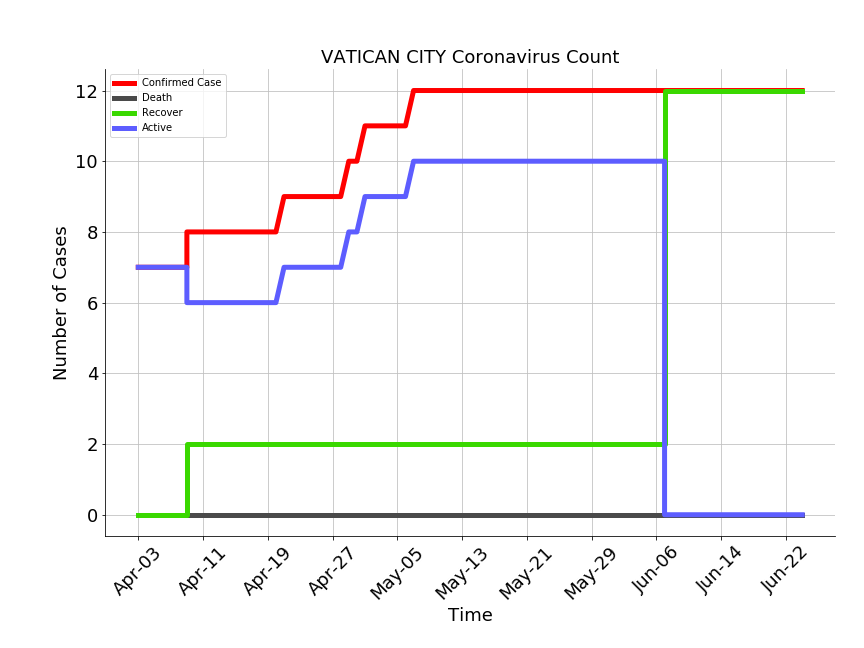 VATICAN CITY Coronavirus Count
Confirmed Case
Death
Recover
Active
Number of Cases
12
10
8
6
4
2
0
Apr-03
Apr-11
Apr-19
Apr-27
May-05
May-13
May-21
May-29
Jun-06
Jun-14
Jun-22
Time